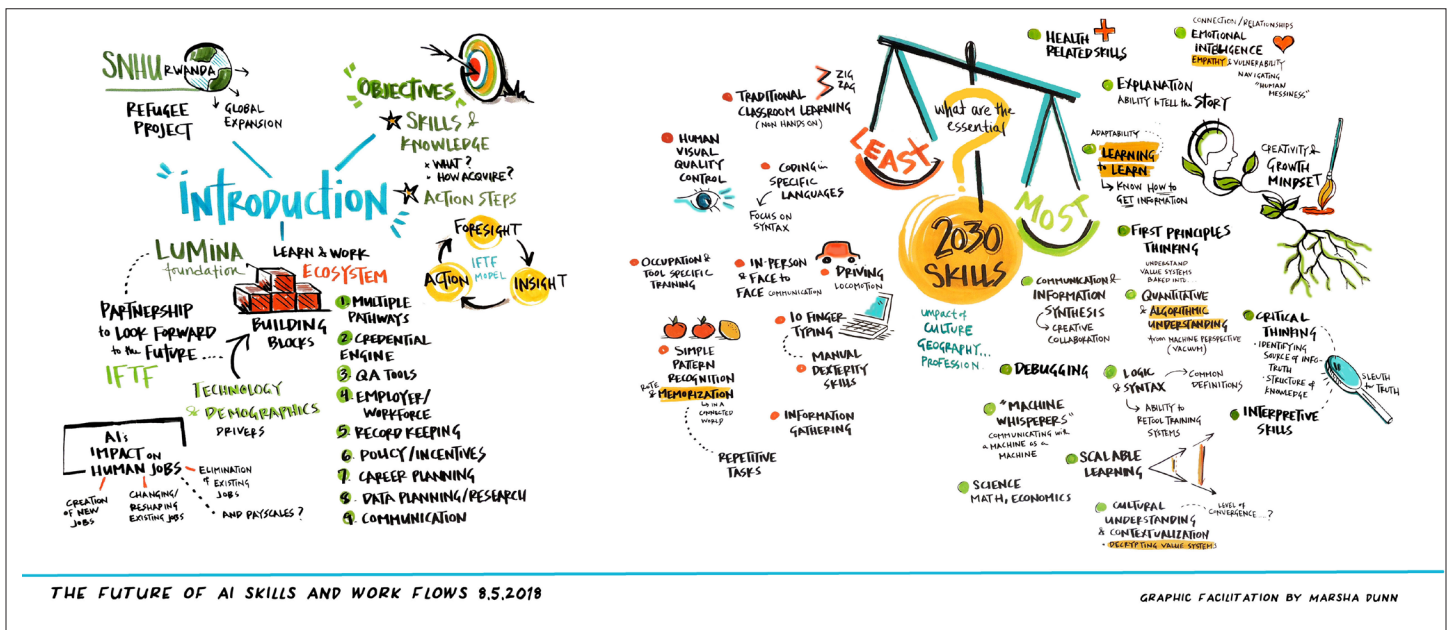 SNHU
RWANDA
REFUGEE
PROJECT
GLOBAL
EXPANSION
OBJECTIVES
SKILLS &
KNOWLEDGE
× WHAT?
× HOW ACQUIRE?
ACTION STEPS
INTRODUCTION
LUMINA
foundation
PARTNERSHIP
to LOOK FORWARD
to the FUTURE ....
IFTF
LEARN & WORK
ECOSYSTEM
BUILDING
BLOCKS
TECHNOLOGY
& DEMOGRAPHICS
DRIVERS
FORESIGHT
IFTF
MODEL
ACTION
INSIGHT
1. MULTIPLE
PATHWAYS
2. CREDENTIAL
ENGINE
3. QA TOOLS
4. EMPLOYER/
WORKFORCE
5. RECORD KEEPING
6. POLICY/INCENTIVES
7. CAREER PLANNING
8. DATA PLANNING/RESEARCH
9. COMMUNICATION
AI's
IMPACT ON
HUMAN JOBS
CREATION
OF NEW
JOBS
CHANGING/
RESHAPING
EXISTING JOBS
ELIMINATION
of EXISTING
JOBS
• AND PAYSCALES?
what are the
essential
?
2030
SKILLS
LEAST
MOST
impact of
CULTURE
GEOGRAPHY...
PROFESSION.
TRADITIONAL
CLASSROOM LEARNING
(NON HANDS ON)
ZIG
ZAG
HUMAN
VISUAL
QUALITY
CONTROL
CODING in
SPECIFIC
LANGUAGES
FOCUS ON
SYNTAX
OCCUPATION &
TOOL SPECIFIC
TRAINING
IN-PERSON
& FACE to
FACE COMMUNICATION
DRIVING
LOCOMOTION
10 FINGER
TYPING
MANUAL
DEXTERITY
SKILLS
SIMPLE
PATTERN
RECOGNITION
ROTE
& MEMORIZATION
IN A
CONNECTED
WORLD
REPETITIVE
TASKS
INFORMATION
GATHERING
HEALTH
RELATED SKILLS
CONNECTION/RELATIONSHIPS
EMOTIONAL
INTELLIGENCE
EMPATHY & VULNERABILITY
NAVIGATING
"HUMAN
MESSINESS"
EXPLANATION
ABILITY to TELL the STORY
ADAPTABILITY
LEARNING
to LEARN
KNOW HOW to
GET INFORMATION
CREATIVITY &
GROWTH
MINDSET
FIRST PRINCIPLES
THINKING
UNDERSTAND
VALUE SYSTEMS
BAKED INTO...
COMMUNICATION &
INFORMATION
SYNTHESIS
CREATIVE
COLLABORATION
QUANTITATIVE
& ALGORITHMIC
UNDERSTANDING
from MACHINE PERSPECTIVE
(VACUUM)
CRITICAL
THINKING
• IDENTIFYING
SOURCE OF INFO-
TRUTH
• STRUCTURE of
KNOWLEDGE
SLEUTH
for TRUTH
INTERPRETIVE
SKILLS
DEBUGGING
LOGIC
& SYNTAX
COMMON
DEFINITIONS
ABILITY to
RETOOL TRAINING
SYSTEMS
"MACHINE
WHISPERERS"
COMMUNICATING with
a MACHINE as a
MACHINE
SCALABLE
LEARNING
SCIENCE
MATH, ECONOMICS
CULTURAL
UNDERSTANDING
& CONTEXTUALIZATION
• DECRYPTING VALUE SYSTEMS
LEVEL OF
CONVERGENCE....?
THE FUTURE OF AI SKILLS AND WORK FLOWS 8.5.2018
GRAPHIC FACILITATION BY MARSHA DUNN